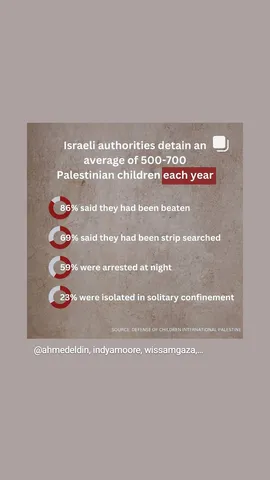 Israeli authorities detain an
average of 500-700
Palestinian children each year
86% said they had been beaten
69% said they had been strip searched
59% were arrested at night
23% were isolated in solitary confinement
SOURCE: DEFENSE OF CHILDREN INTERNATIONAL PALESTINE
@ahmedeldin, indyamoore, wissamgaza,...